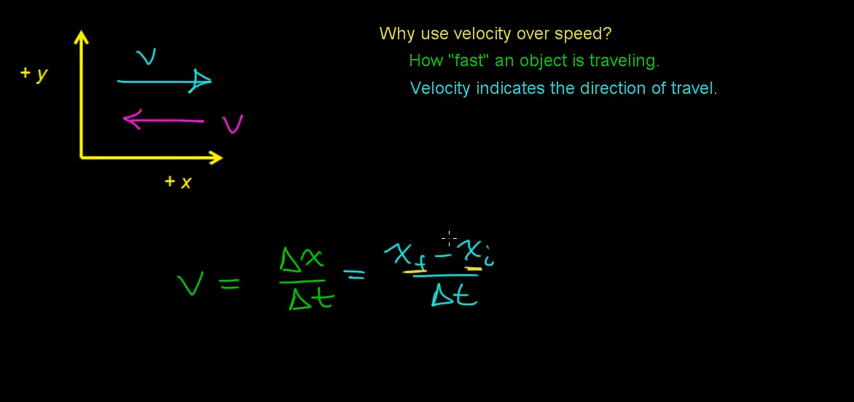 Why use velocity over speed?
How "fast" an object is traveling.
Velocity indicates the direction of travel.
+ y
V
V
+ x
V = Δx/Δt = (x_f - x_i)/Δt